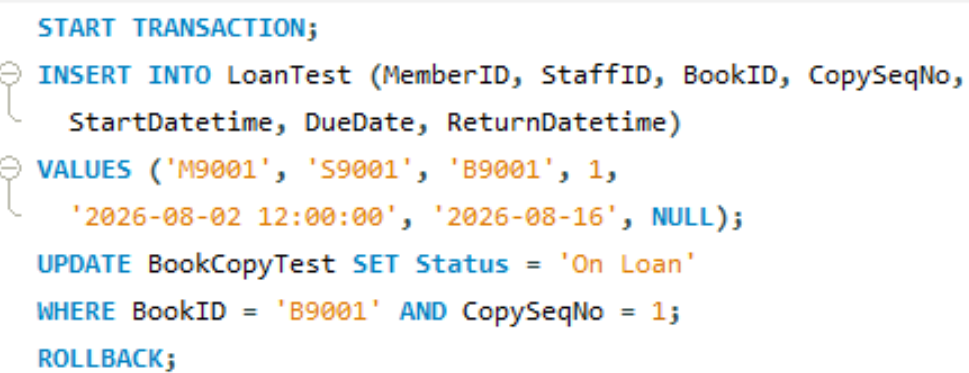 START TRANSACTION;
INSERT INTO LoanTest (MemberID, StaffID, BookID, CopySeqNo,
StartDatetime, DueDate, ReturnDatetime)
VALUES ('M9001', 'S9001', 'B9001', 1,
'2026-08-02 12:00:00', '2026-08-16', NULL);
UPDATE BookCopyTest SET Status = 'On Loan'
WHERE BookID = 'B9001' AND CopySeqNo = 1;
ROLLBACK;